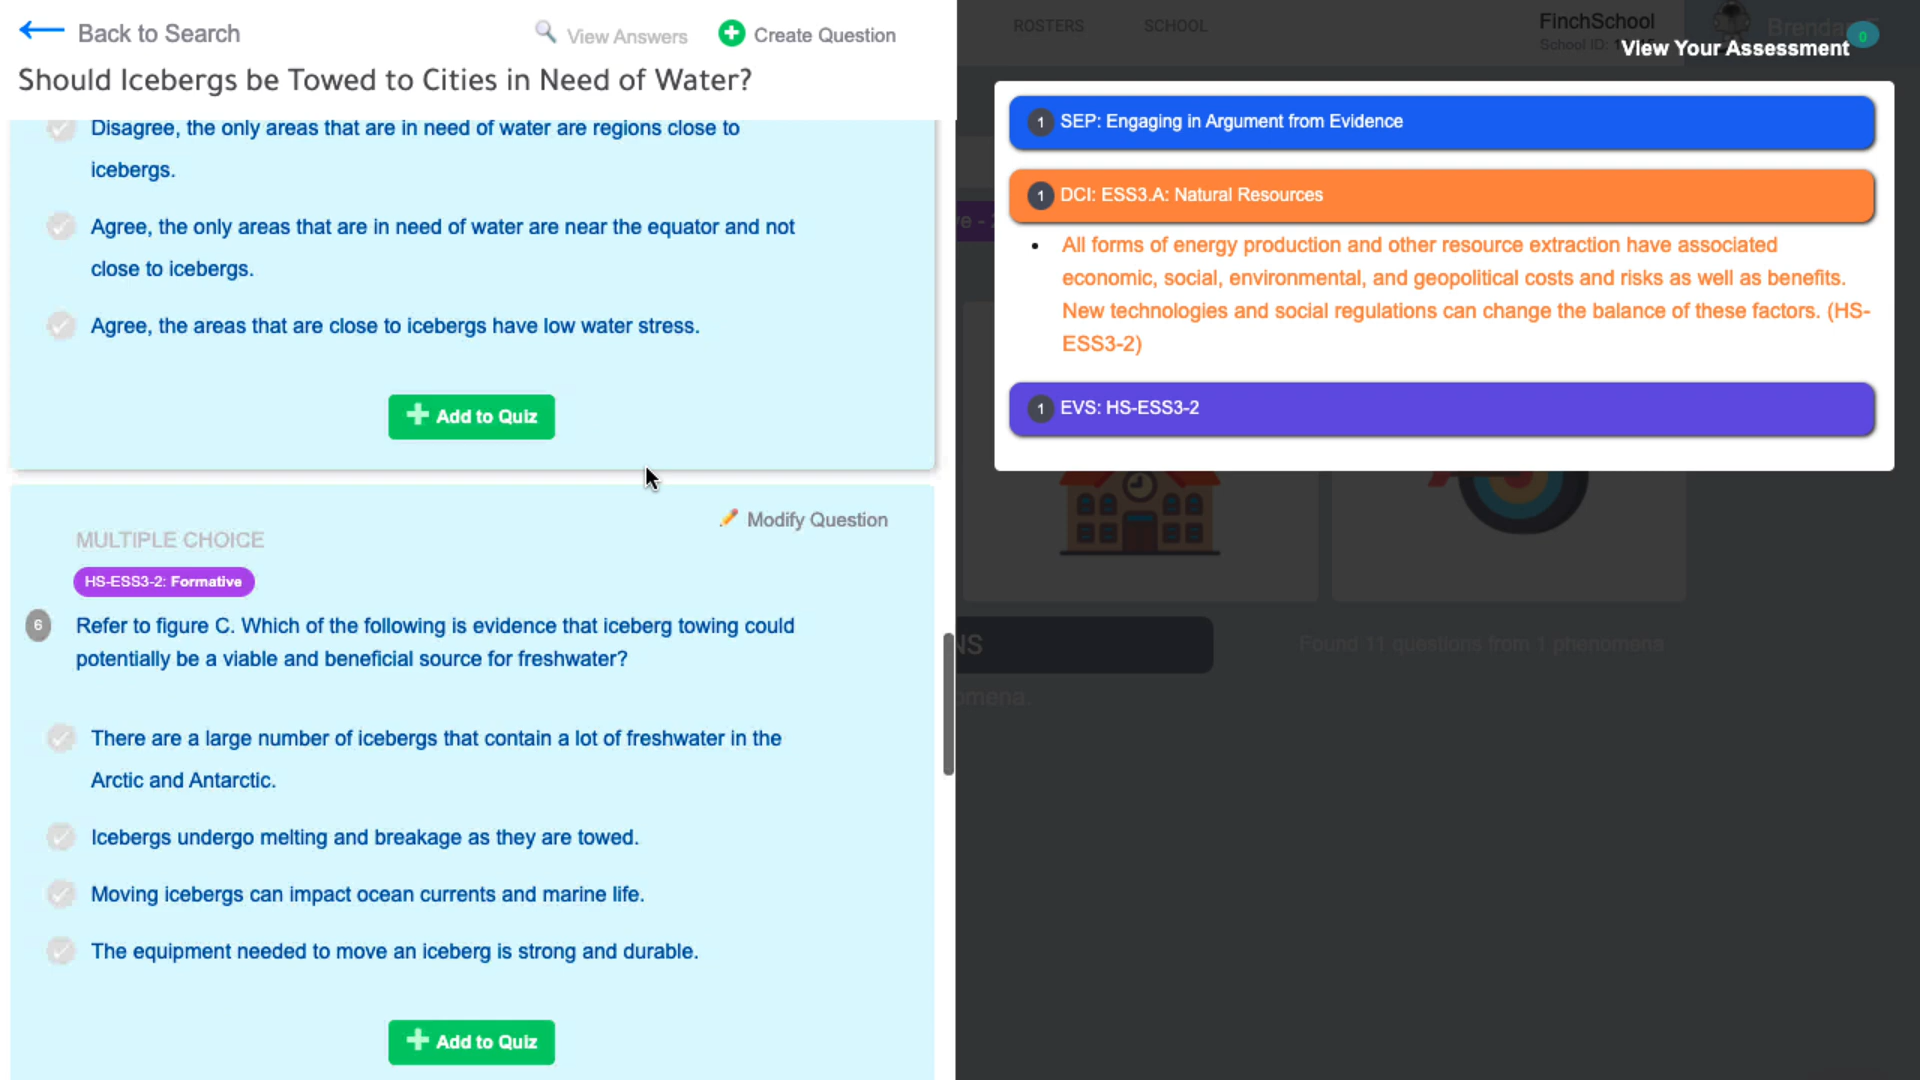 Back to Search
View Answers
Create Question
Should Icebergs be Towed to Cities in Need of Water?
Disagree, the only areas that are in need of water are regions close to
icebergs.
Agree, the only areas that are in need of water are near the equator and not
close to icebergs.
Agree, the areas that are close to icebergs have low water stress.
Add to Quiz
Modify Question
MULTIPLE CHOICE
HS-ESS3-2: Formative
6
Refer to figure C. Which of the following is evidence that iceberg towing could
potentially be a viable and beneficial source for freshwater?
There are a large number of icebergs that contain a lot of freshwater in the
Arctic and Antarctic.
Icebergs undergo melting and breakage as they are towed.
Moving icebergs can impact ocean currents and marine life.
The equipment needed to move an iceberg is strong and durable.
Add to Quiz
ROSTERS
SCHOOL
FinchSchool
School ID:
0
View Your Assessment
1 SEP: Engaging in Argument from Evidence
1 DCI: ESS3.A: Natural Resources
• All forms of energy production and other resource extraction have associated
economic, social, environmental, and geopolitical costs and risks as well as benefits.
New technologies and social regulations can change the balance of these factors. (HS-
ESS3-2)
1 EVS: HS-ESS3-2
NS
Found 11 questions from 1 phenomena
omena.